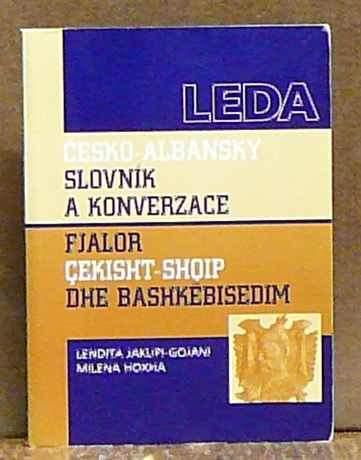 LEDA
ČESKO-ALBÁNSKÝ
SLOVNÍK
A KONVERZACE
FJALOR
ÇEKISHT-SHQIP
DHE BASHKËBISEDIM
LENDITA JAKUPI-GOJANI
MILENA HOXHA